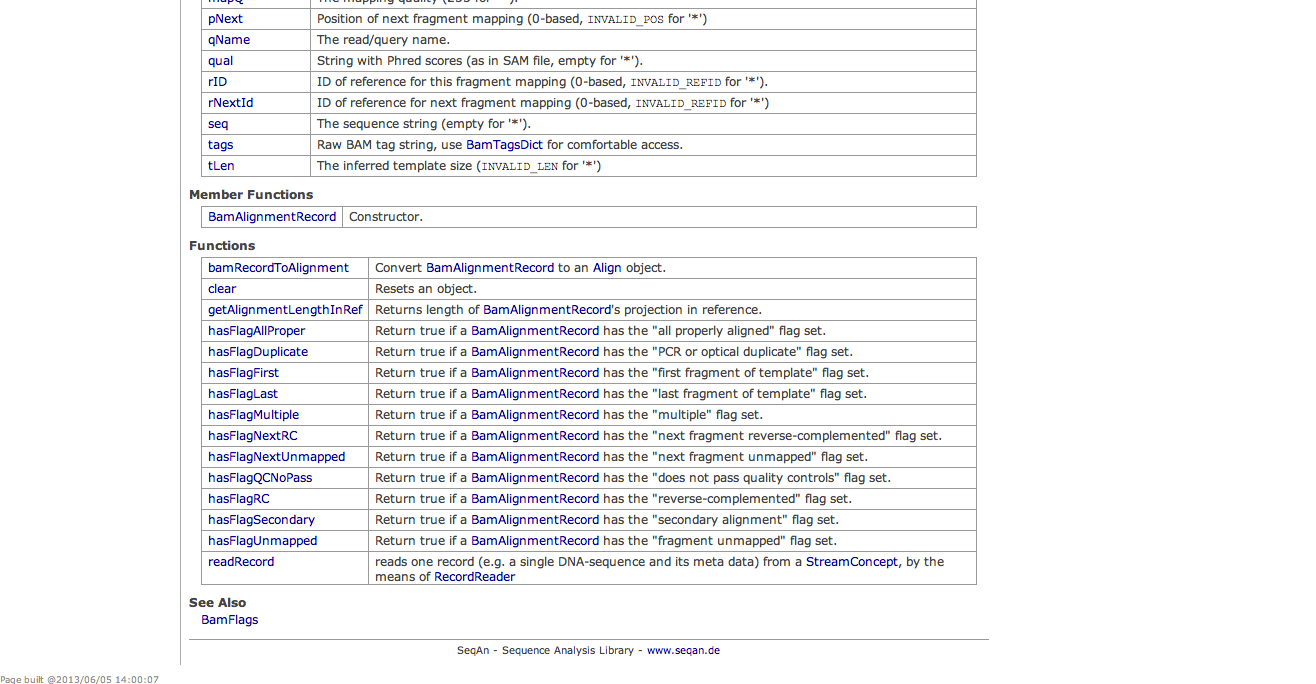 mapQ The mapping quality (255 for '*').
pNext Position of next fragment mapping (0-based, INVALID_POS for '*')
qName The read/query name.
qual String with Phred scores (as in SAM file, empty for '*').
rID ID of reference for this fragment mapping (0-based, INVALID_REFID for '*').
rNextId ID of reference for next fragment mapping (0-based, INVALID_REFID for '*')
seq The sequence string (empty for '*').
tags Raw BAM tag string, use BamTagsDict for comfortable access.
tLen The inferred template size (INVALID_LEN for '*')
Member Functions
BamAlignmentRecord Constructor.
Functions
bamRecordToAlignment Convert BamAlignmentRecord to an Align object.
clear Resets an object.
getAlignmentLengthInRef Returns length of BamAlignmentRecord's projection in reference.
hasFlagAllProper Return true if a BamAlignmentRecord has the "all properly aligned" flag set.
hasFlagDuplicate Return true if a BamAlignmentRecord has the "PCR or optical duplicate" flag set.
hasFlagFirst Return true if a BamAlignmentRecord has the "first fragment of template" flag set.
hasFlagLast Return true if a BamAlignmentRecord has the "last fragment of template" flag set.
hasFlagMultiple Return true if a BamAlignmentRecord has the "multiple" flag set.
hasFlagNextRC Return true if a BamAlignmentRecord has the "next fragment reverse-complemented" flag set.
hasFlagNextUnmapped Return true if a BamAlignmentRecord has the "next fragment unmapped" flag set.
hasFlagQCNoPass Return true if a BamAlignmentRecord has the "does not pass quality controls" flag set.
hasFlagRC Return true if a BamAlignmentRecord has the "reverse-complemented" flag set.
hasFlagSecondary Return true if a BamAlignmentRecord has the "secondary alignment" flag set.
hasFlagUnmapped Return true if a BamAlignmentRecord has the "fragment unmapped" flag set.
readRecord reads one record (e.g. a single DNA-sequence and its meta data) from a StreamConcept, by the
means of RecordReader
See Also
BamFlags
SeqAn - Sequence Analysis Library - www.seqan.de
Page built @2013/06/05 14:00:07